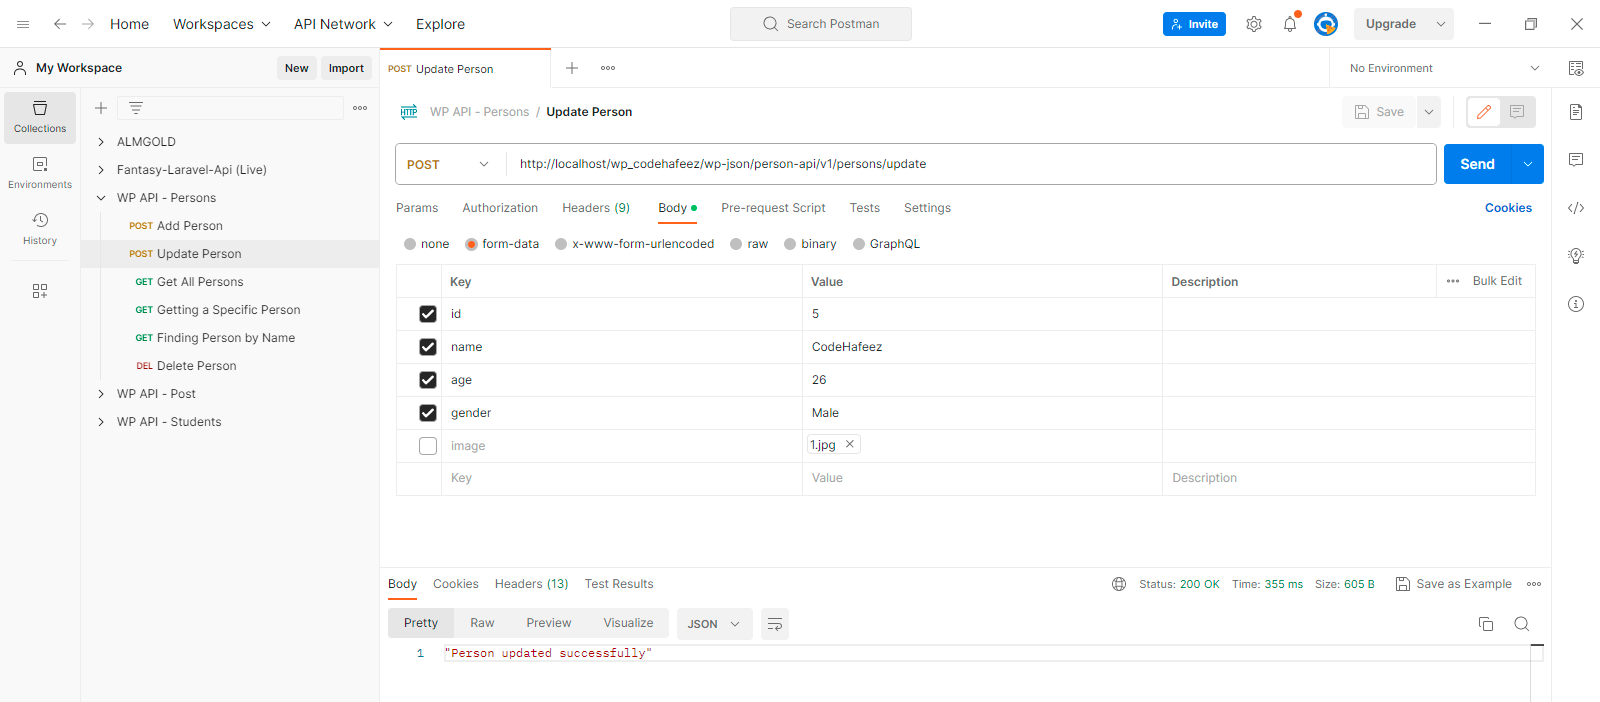 Home Workspaces API Network Explore Search Postman Invite Upgrade
My Workspace New Import POST Update Person No Environment
Collections
Environments
History
ALMGOLD
Fantasy-Laravel-Api (Live)
WP API - Persons
POST Add Person
POST Update Person
GET Get All Persons
GET Getting a Specific Person
GET Finding Person by Name
DEL Delete Person
WP API - Post
WP API - Students
HTTP WP API - Persons / Update Person Save
POST http://localhost/wp_codehafeez/wp-json/person-api/v1/persons/update Send
Params Authorization Headers (9) Body Pre-request Script Tests Settings Cookies
none form-data x-www-form-urlencoded raw binary GraphQL
Key Value Description Bulk Edit
id 5
name CodeHafeez
age 26
gender Male
image 1.jpg
Key Value Description
Body Cookies Headers (13) Test Results Status: 200 OK Time: 355 ms Size: 605 B Save as Example
Pretty Raw Preview Visualize JSON
1 "Person updated successfully"